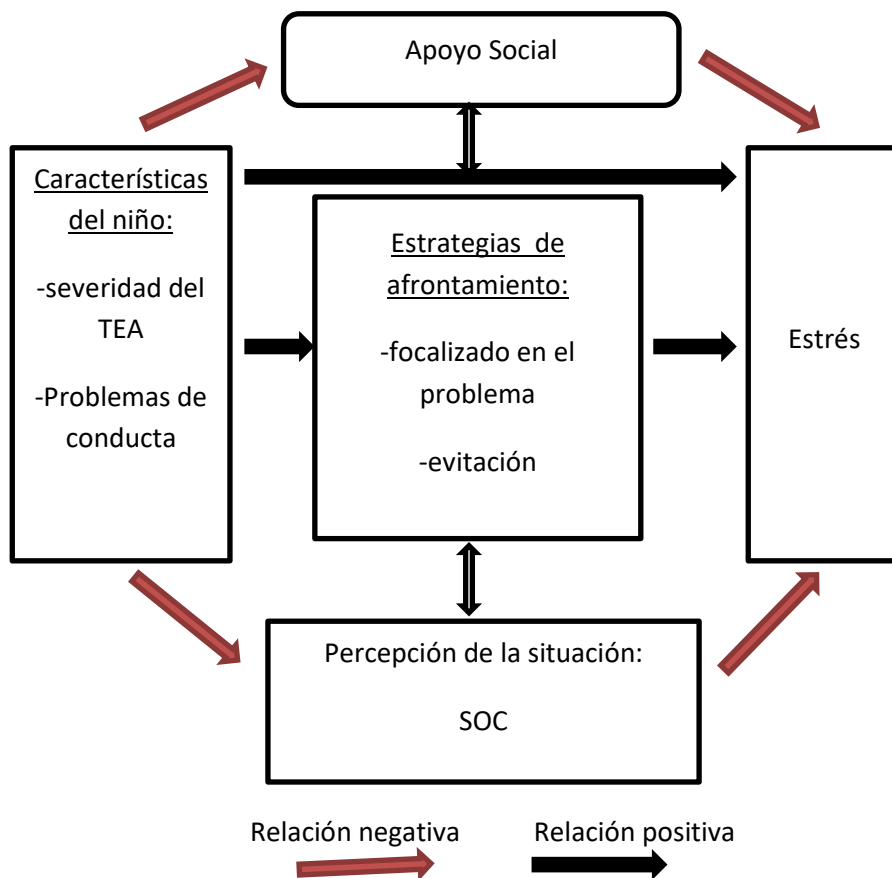 Apoyo Social
Características
del niño:
-severidad del
TEA
-Problemas de
conducta
Estrategias de
afrontamiento:
-focalizado en el
problema
-evitación
Estrés
Percepción de la situación:
SOC
Relación negativa
Relación positiva